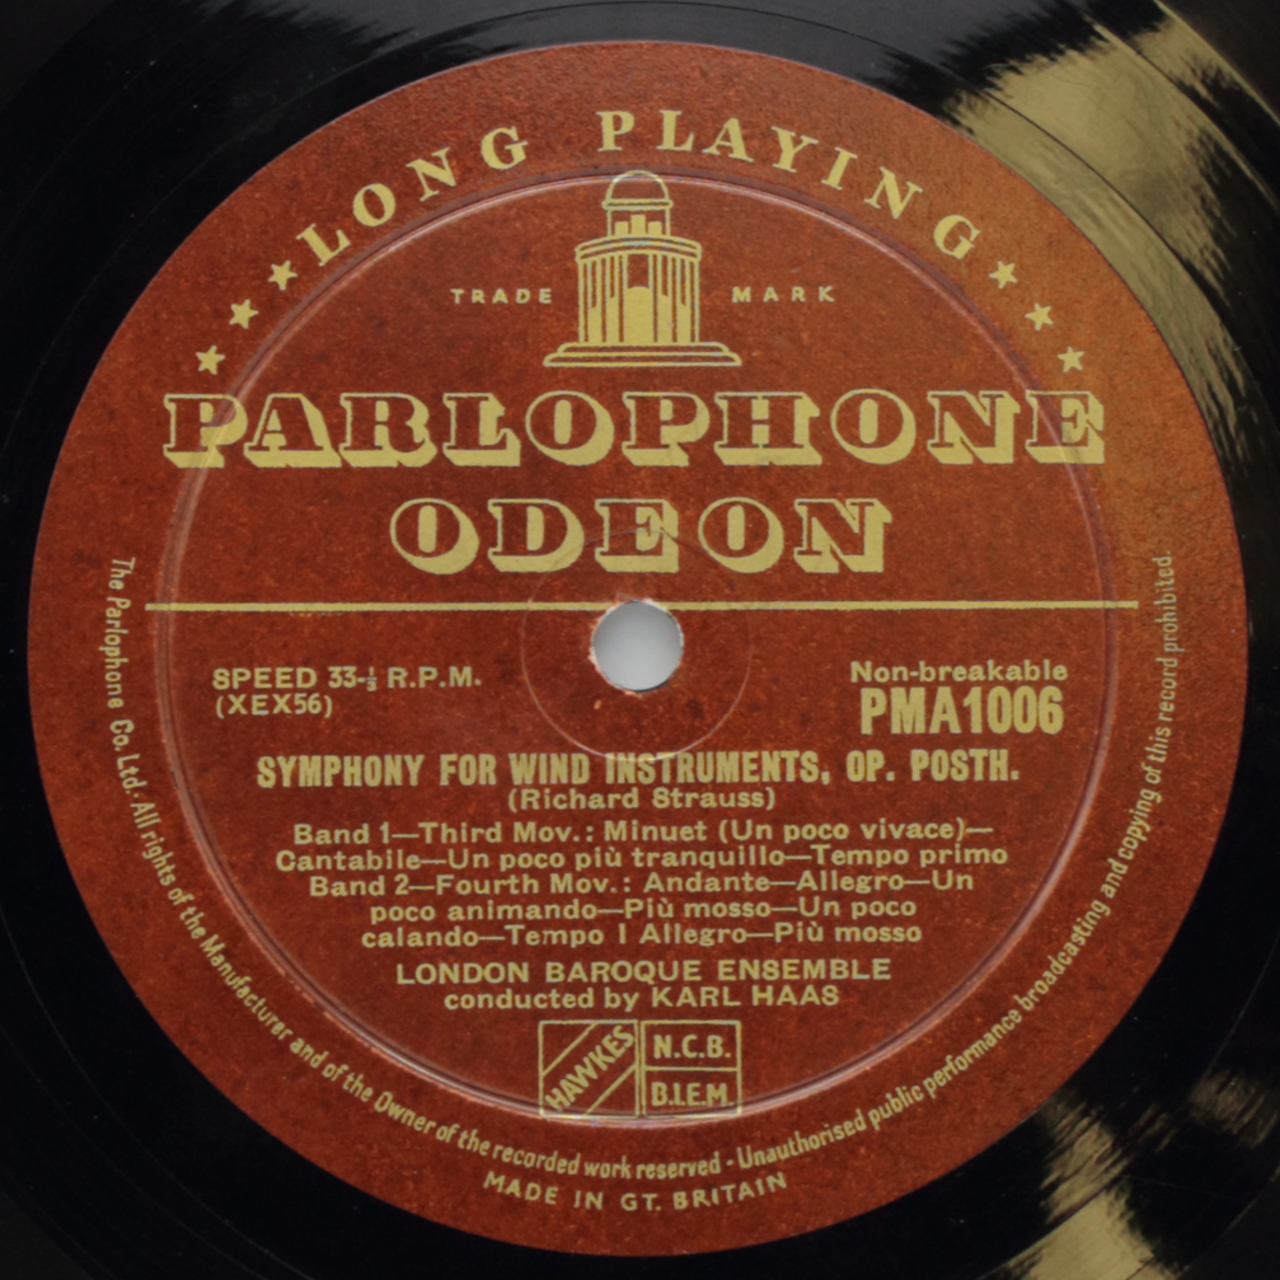 LONG PLAYING
TRADE MARK
PARLOPHONE
ODEON
SPEED 33-⅓ R.P.M.
(XEX56)
Non-breakable
PMA1006
SYMPHONY FOR WIND INSTRUMENTS, OP. POSTH.
(Richard Strauss)
Band 1—Third Mov.: Minuet (Un poco vivace)—
Cantabile—Un poco più tranquillo—Tempo primo
Band 2—Fourth Mov.: Andante—Allegro—Un
poco animando—Più mosso—Un poco
calando—Tempo I Allegro—Più mosso
LONDON BAROQUE ENSEMBLE
conducted by KARL HAAS
HAWKES
N.C.B.
B.I.E.M.
The Parlophone Co. Ltd. All rights of the Manufacturer and of the Owner of the recorded work reserved - Unauthorised public performance broadcasting and copying of this record prohibited.
MADE IN GT. BRITAIN